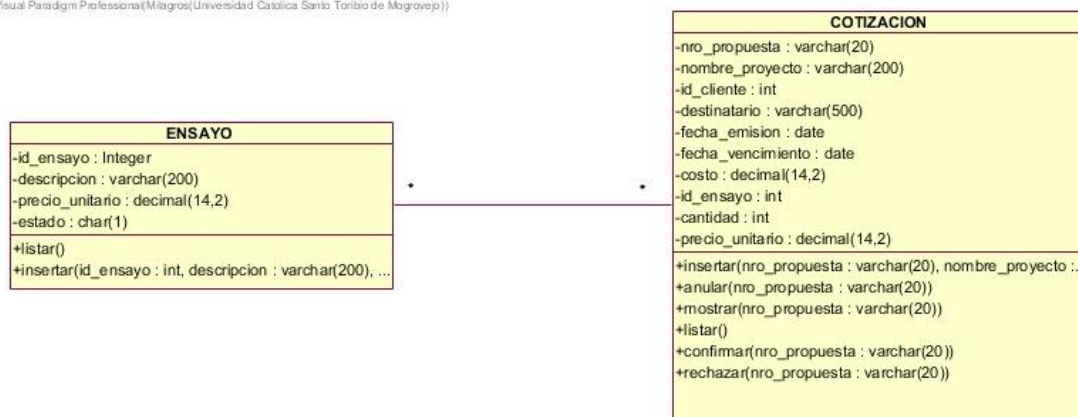 Visual Paradigm Professional(Milagros(Universidad Catolica Santo Toribio de Mogrovejo))
ENSAYO
-id_ensayo : Integer
-descripcion : varchar(200)
-precio_unitario : decimal(14,2)
-estado : char(1)
+listar()
+insertar(id_ensayo : int, descripcion : varchar(200), ...
*
*
COTIZACION
-nro_propuesta : varchar(20)
-nombre_proyecto : varchar(200)
-id_cliente : int
-destinatario : varchar(500)
-fecha_emision : date
-fecha_vencimiento : date
-costo : decimal(14,2)
-id_ensayo : int
-cantidad : int
-precio_unitario : decimal(14,2)
+insertar(nro_propuesta : varchar(20), nombre_proyecto :.
+anular(nro_propuesta : varchar(20))
+mostrar(nro_propuesta : varchar(20))
+listar()
+confirmar(nro_propuesta : varchar(20))
+rechazar(nro_propuesta : varchar(20))